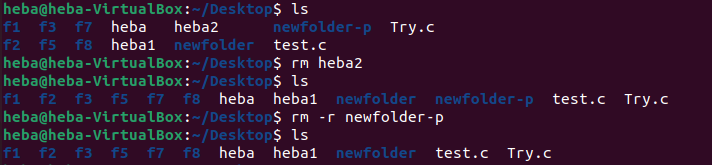 heba@heba-VirtualBox:~/Desktop$ ls
f1  f3  f7  heba   heba2      newfolder-p  Try.c
f2  f5  f8  heba1  newfolder  test.c
heba@heba-VirtualBox:~/Desktop$ rm heba2
heba@heba-VirtualBox:~/Desktop$ ls
f1  f2  f3  f5  f7  f8  heba  heba1  newfolder  newfolder-p  test.c  Try.c
heba@heba-VirtualBox:~/Desktop$ rm -r newfolder-p
heba@heba-VirtualBox:~/Desktop$ ls
f1  f2  f3  f5  f7  f8  heba  heba1  newfolder  test.c  Try.c